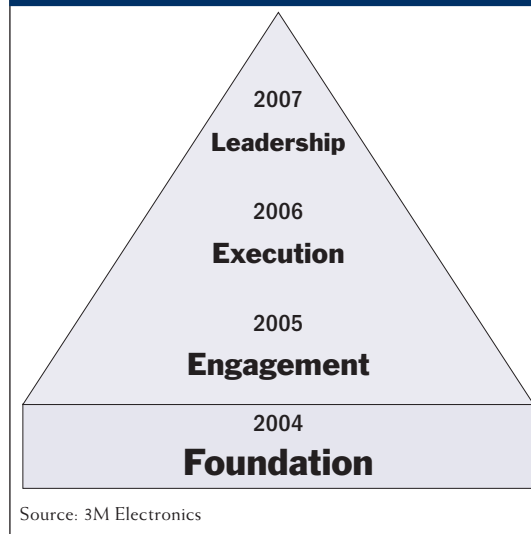 2007
Leadership
2006
Execution
2005
Engagement
2004
Foundation
Source: 3M Electronics